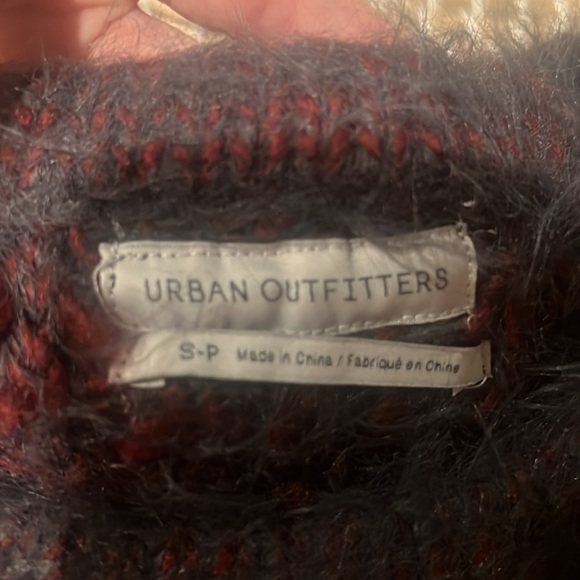 URBAN OUTFITTERS
S-P Made in China / Fabriqué en Chine